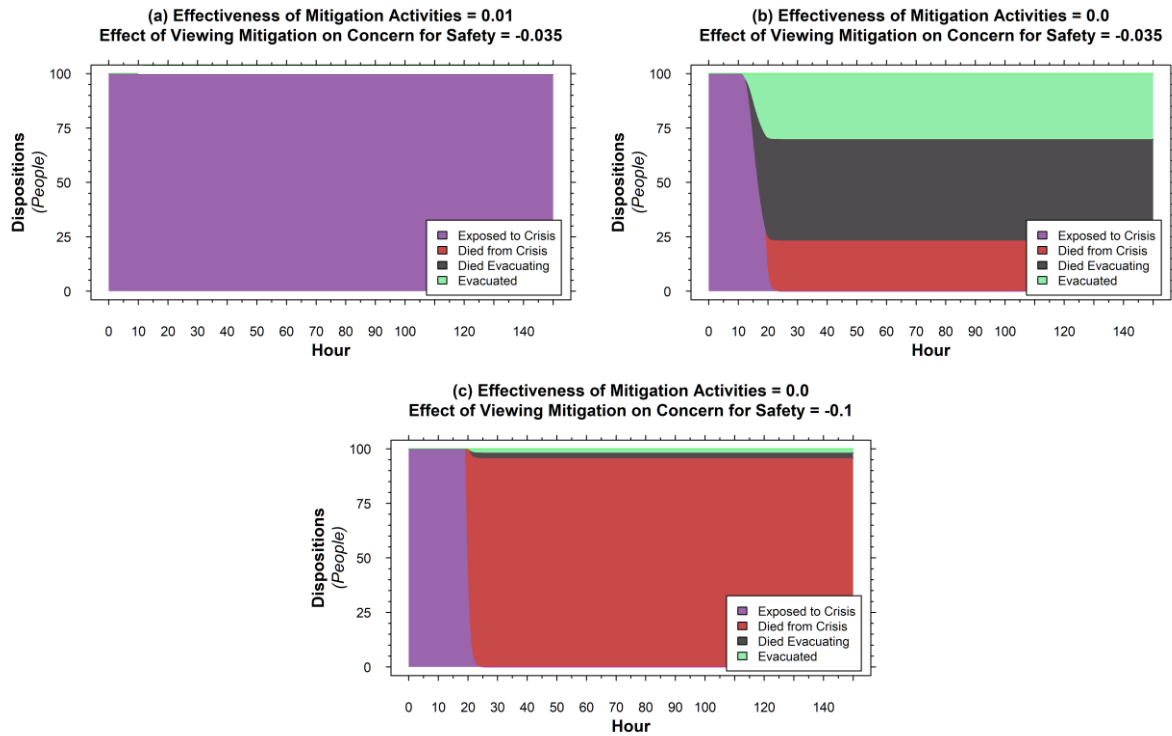 (a) Effectiveness of Mitigation Activities = 0.01
Effect of Viewing Mitigation on Concern for Safety = -0.035
Dispositions
(People)
100
75
50
25
0
Exposed to Crisis
Died from Crisis
Died Evacuating
Evacuated
0 10 20 30 40 50 60 70 80 90 100 120 140
Hour
(b) Effectiveness of Mitigation Activities = 0.0
Effect of Viewing Mitigation on Concern for Safety = -0.035
Dispositions
(People)
100
75
50
25
0
Exposed to Crisis
Died from Crisis
Died Evacuating
Evacuated
0 10 20 30 40 50 60 70 80 90 100 120 140
Hour
(c) Effectiveness of Mitigation Activities = 0.0
Effect of Viewing Mitigation on Concern for Safety = -0.1
Dispositions
(People)
100
75
50
25
0
Exposed to Crisis
Died from Crisis
Died Evacuating
Evacuated
0 10 20 30 40 50 60 70 80 90 100 120 140
Hour